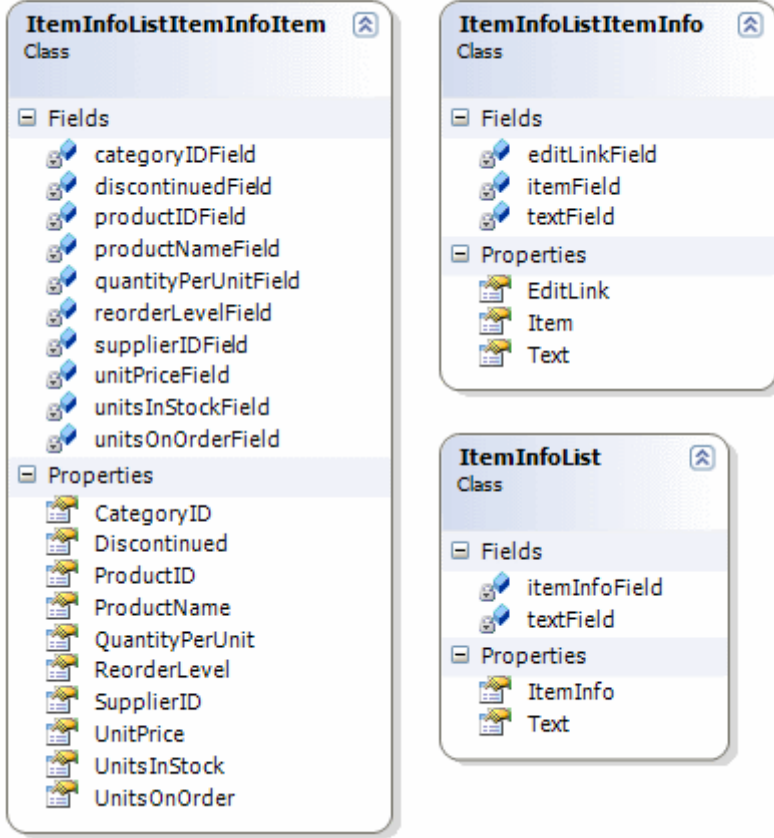 ItemInfoListItemInfoItem
Class
Fields
categoryIDField
discontinuedField
productIDField
productNameField
quantityPerUnitField
reorderLevelField
supplierIDField
unitPriceField
unitsInStockField
unitsOnOrderField
Properties
CategoryID
Discontinued
ProductID
ProductName
QuantityPerUnit
ReorderLevel
SupplierID
UnitPrice
UnitsInStock
UnitsOnOrder
ItemInfoListItemInfo
Class
Fields
editLinkField
itemField
textField
Properties
EditLink
Item
Text
ItemInfoList
Class
Fields
itemInfoField
textField
Properties
ItemInfo
Text